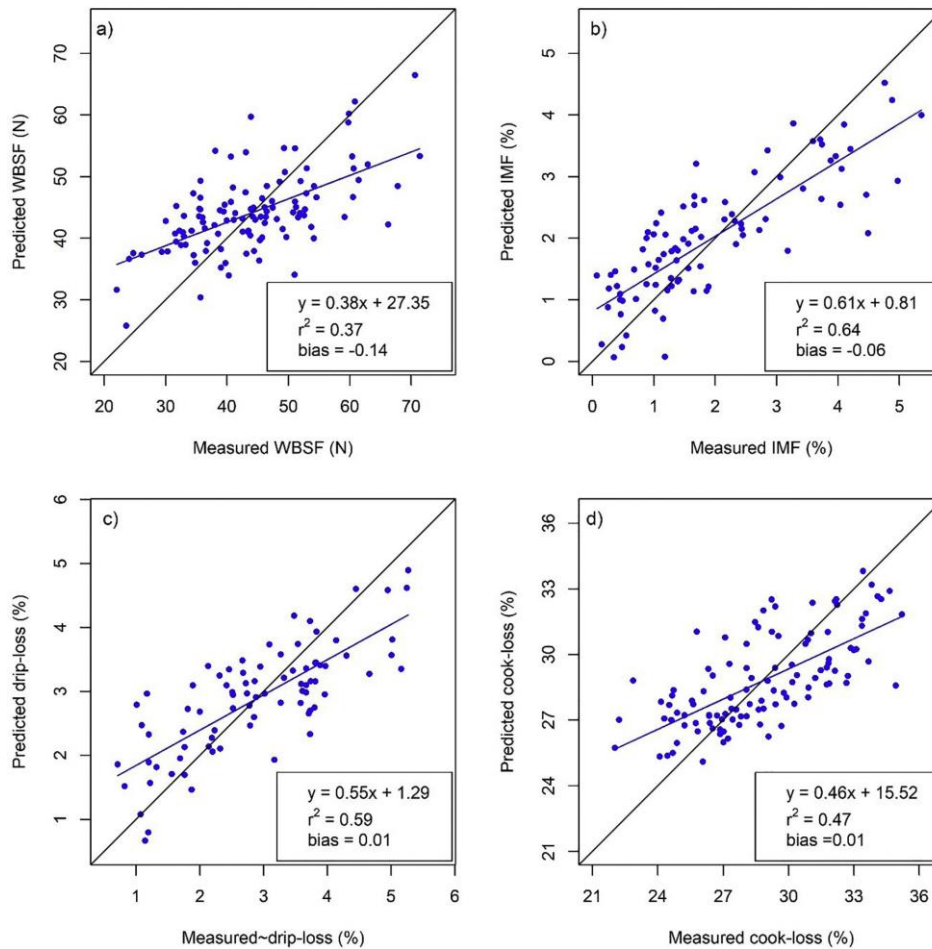 a)
Predicted WBSF (N)
70
60
50
40
30
20
20 30 40 50 60 70
Measured WBSF (N)
y = 0.38x + 27.35
r² = 0.37
bias = -0.14
b)
Predicted IMF (%)
5
4
3
2
1
0
0 1 2 3 4 5
Measured IMF (%)
y = 0.61x + 0.81
r² = 0.64
bias = -0.06
c)
Predicted drip-loss (%)
6
5
4
3
2
1
1 2 3 4 5 6
Measured~drip-loss (%)
y = 0.55x + 1.29
r² = 0.59
bias = 0.01
d)
Predicted cook-loss (%)
36
33
30
27
24
21
21 24 27 30 33 36
Measured cook-loss (%)
y = 0.46x + 15.52
r² = 0.47
bias =0.01